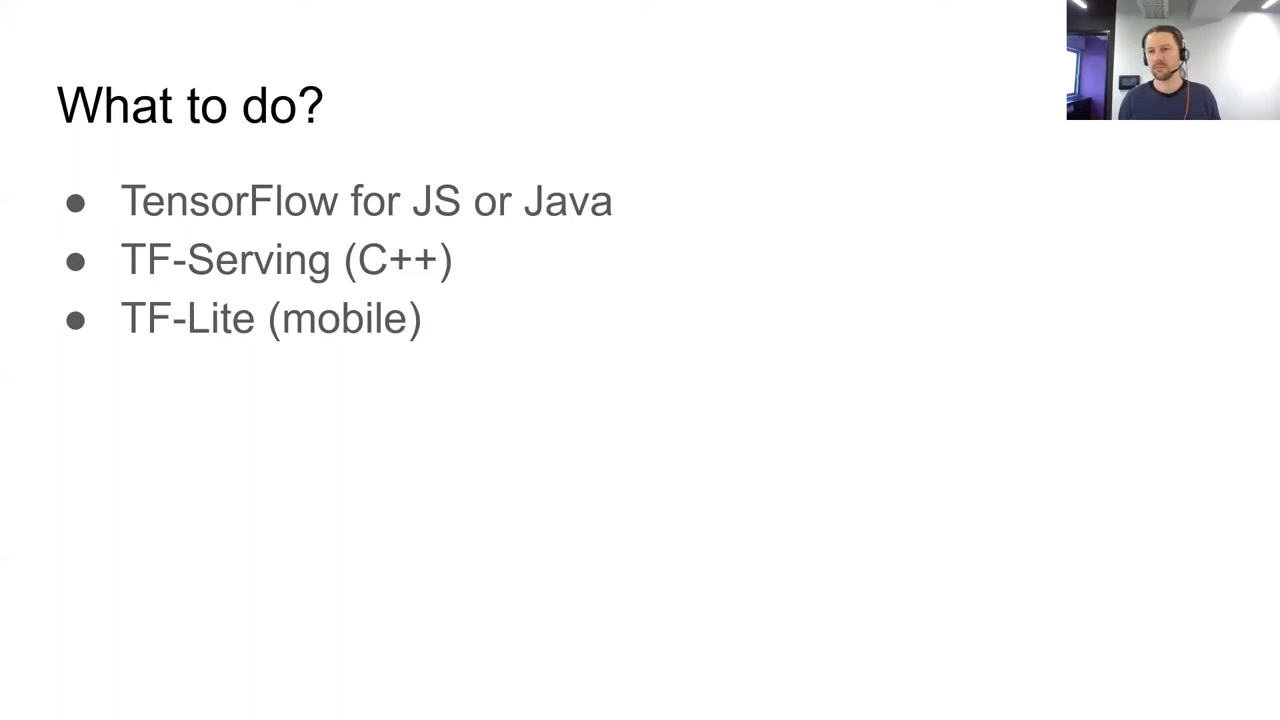 What to do?
● TensorFlow for JS or Java
● TF-Serving (C++)
● TF-Lite (mobile)